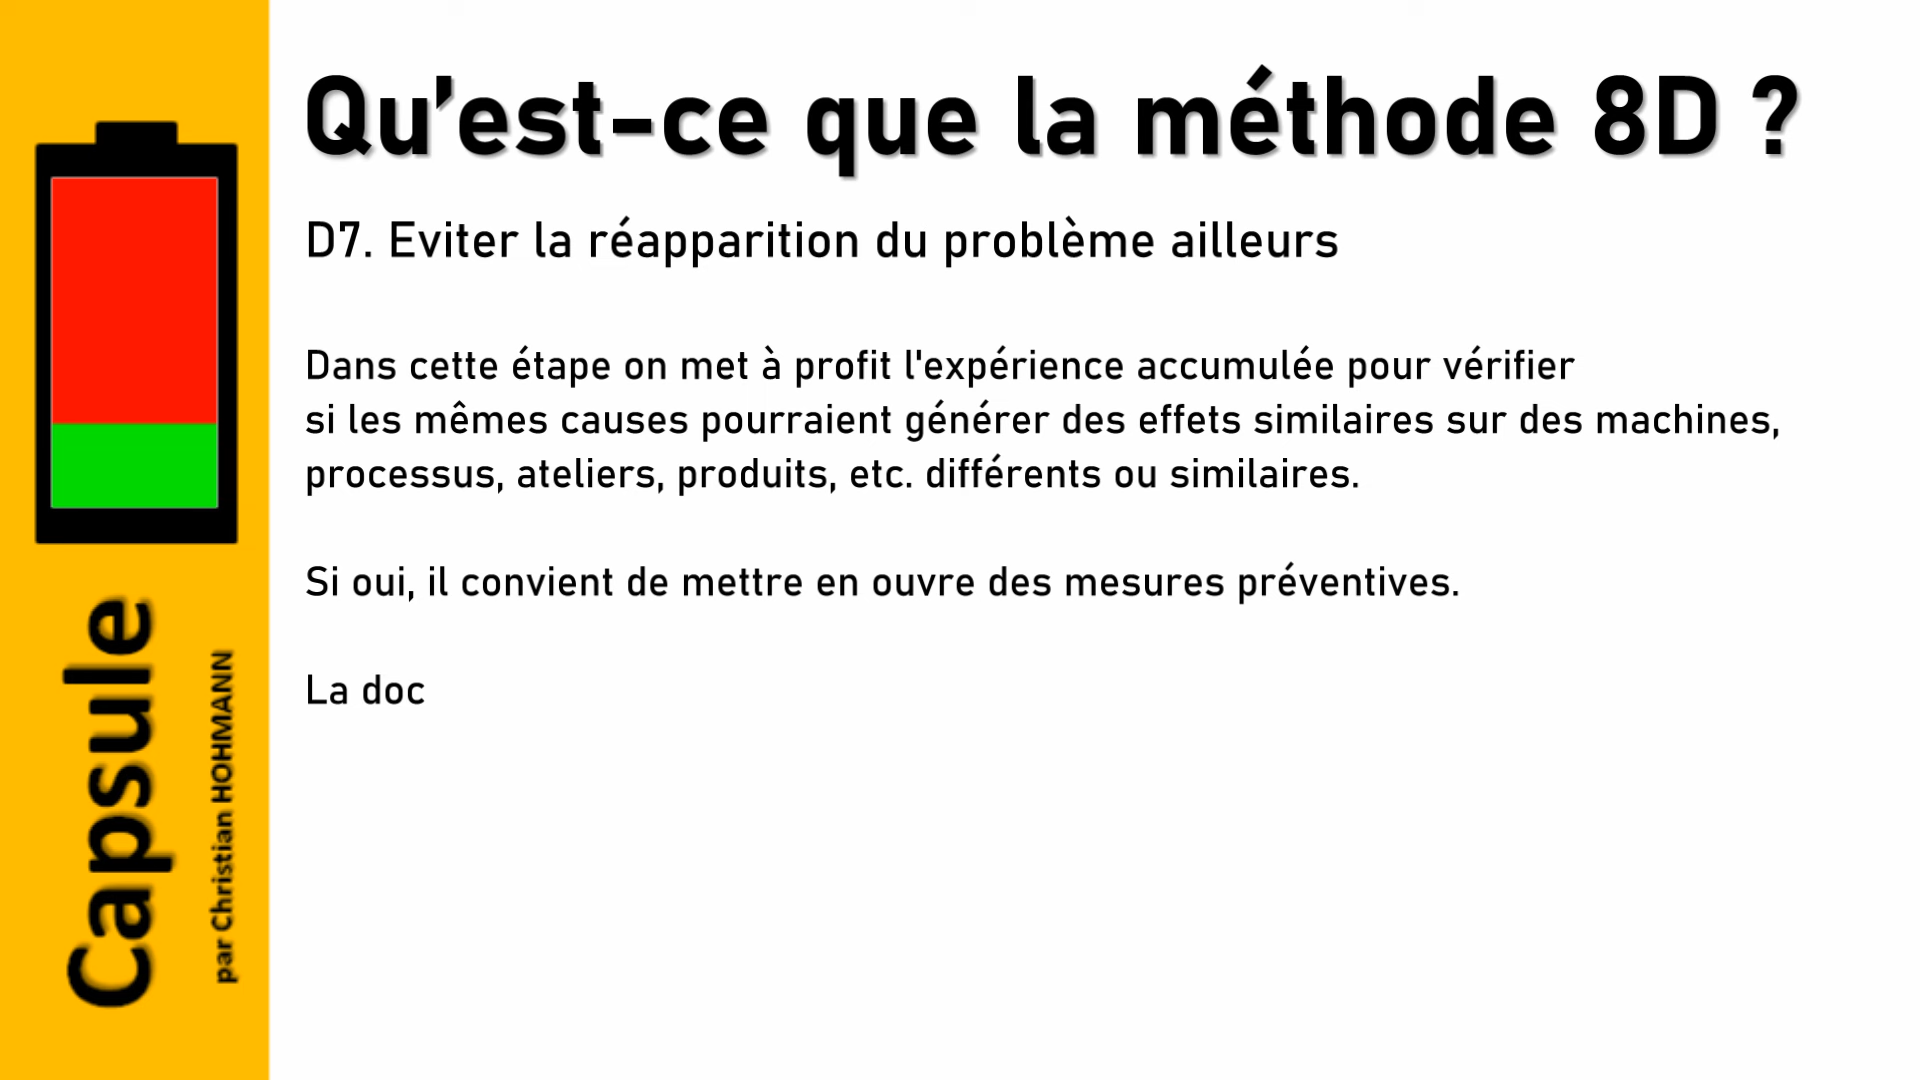 Qu’est-ce que la méthode 8D ?
D7. Eviter la réapparition du problème ailleurs
Dans cette étape on met à profit l'expérience accumulée pour vérifier
si les mêmes causes pourraient générer des effets similaires sur des machines,
processus, ateliers, produits, etc. différents ou similaires.
Si oui, il convient de mettre en ouvre des mesures préventives.
La doc
Capsule
par Christian HOHMANN